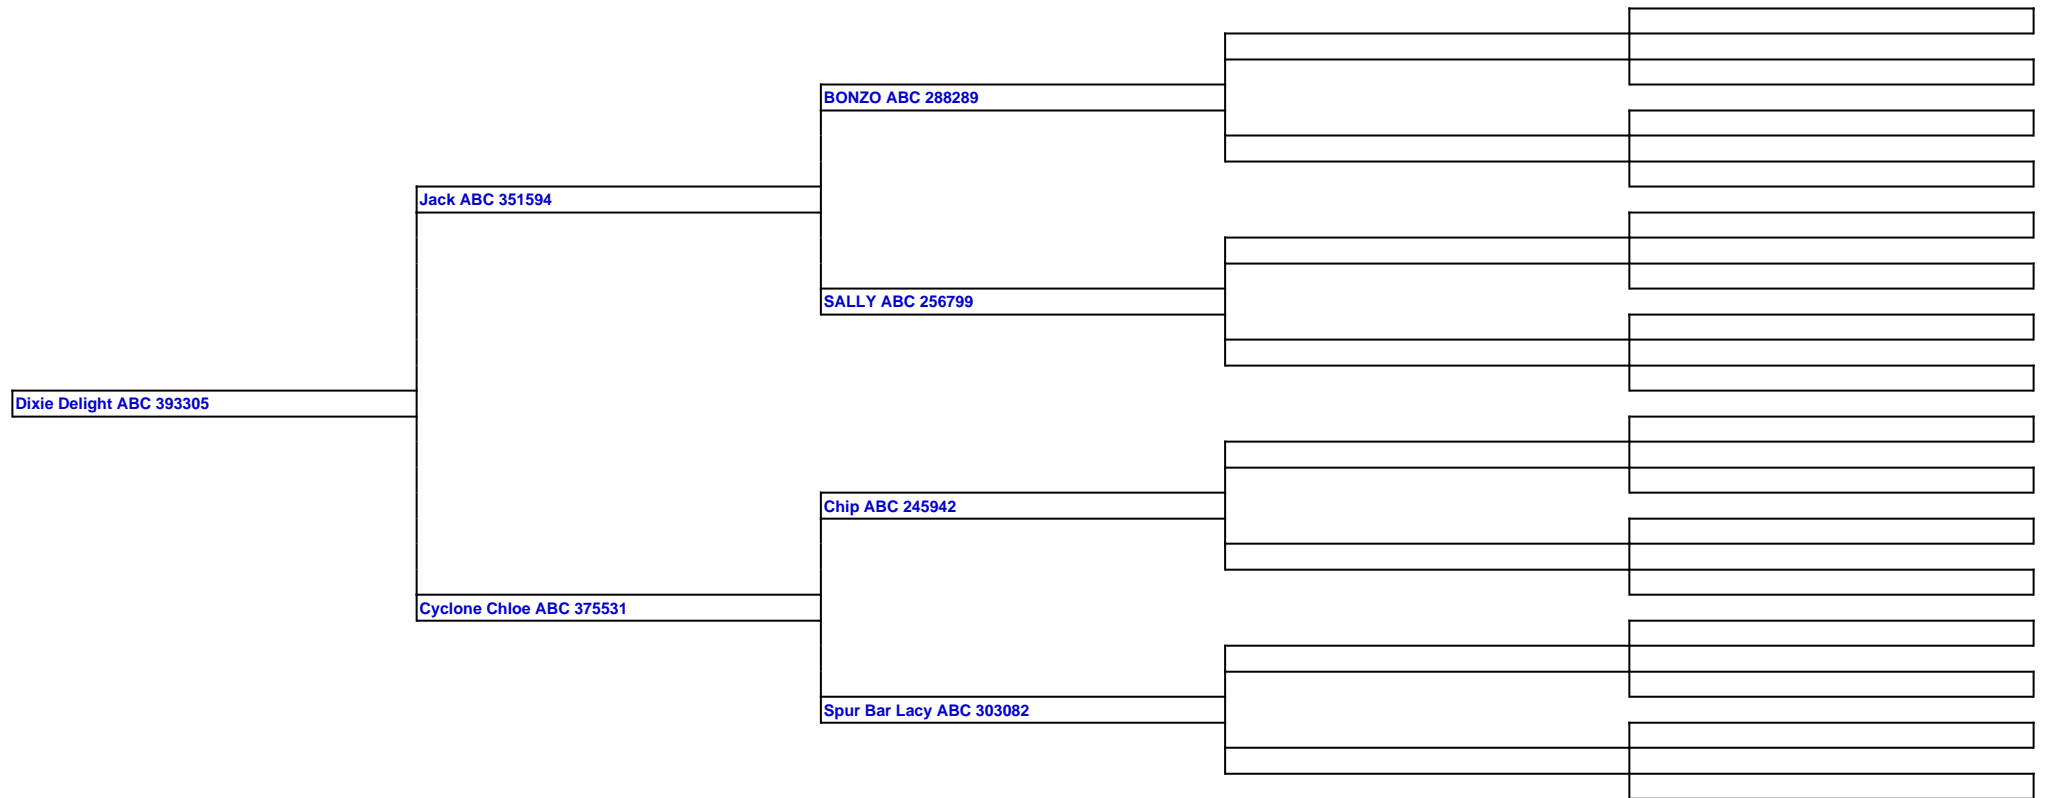 BONZO ABC 288289
Jack ABC 351594
SALLY ABC 256799
Dixie Delight ABC 393305
Chip ABC 245942
Cyclone Chloe ABC 375531
Spur Bar Lacy ABC 303082